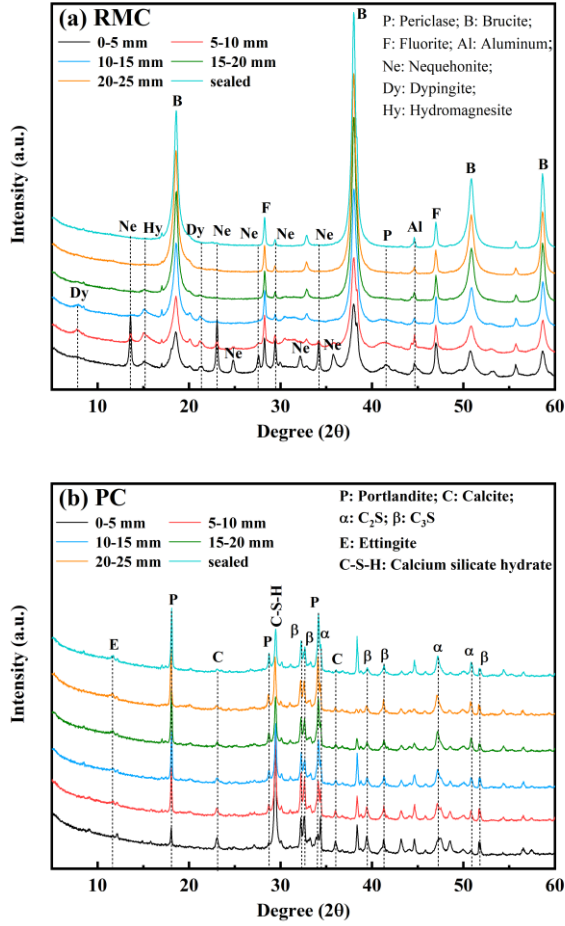 (a) RMC
0-5 mm 5-10 mm
10-15 mm 15-20 mm
20-25 mm sealed
P: Periclase; B: Brucite;
F: Fluorite; Al: Aluminum;
Ne: Nequehonite;
Dy: Dypingite;
Hy: Hydromagnesite
B
B
B
B
Ne Hy Dy Ne F Ne Ne Ne P Al F
Dy
Ne Ne Ne
Intensity (a.u.)
10 20 30 40 50 60
Degree (2θ)
(b) PC
0-5 mm 5-10 mm
10-15 mm 15-20 mm
20-25 mm sealed
P: Portlandite; C: Calcite;
α: C₂S; β: C₃S
E: Ettingite
C-S-H: Calcium silicate hydrate
E P C P C-S-H β β P α C β β α α β
Intensity (a.u.)
10 20 30 40 50 60
Degree (2θ)